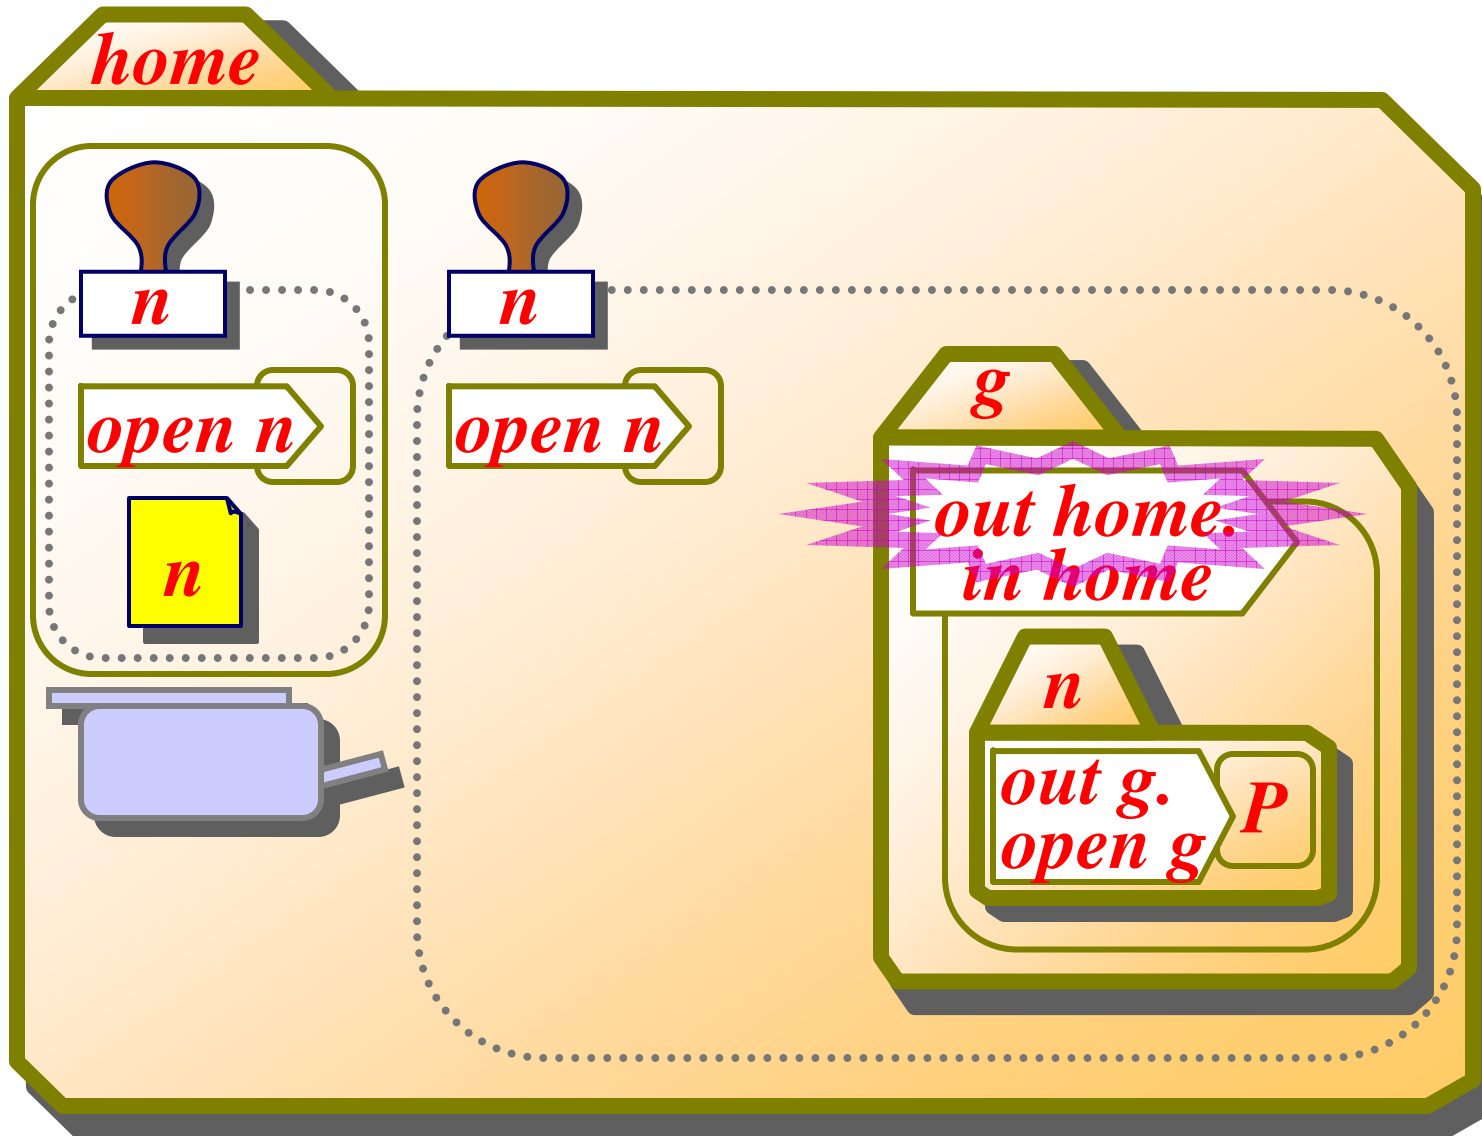 home
n
open n
n
n
open n
g
out home.
in home
n
out g.
open g
P